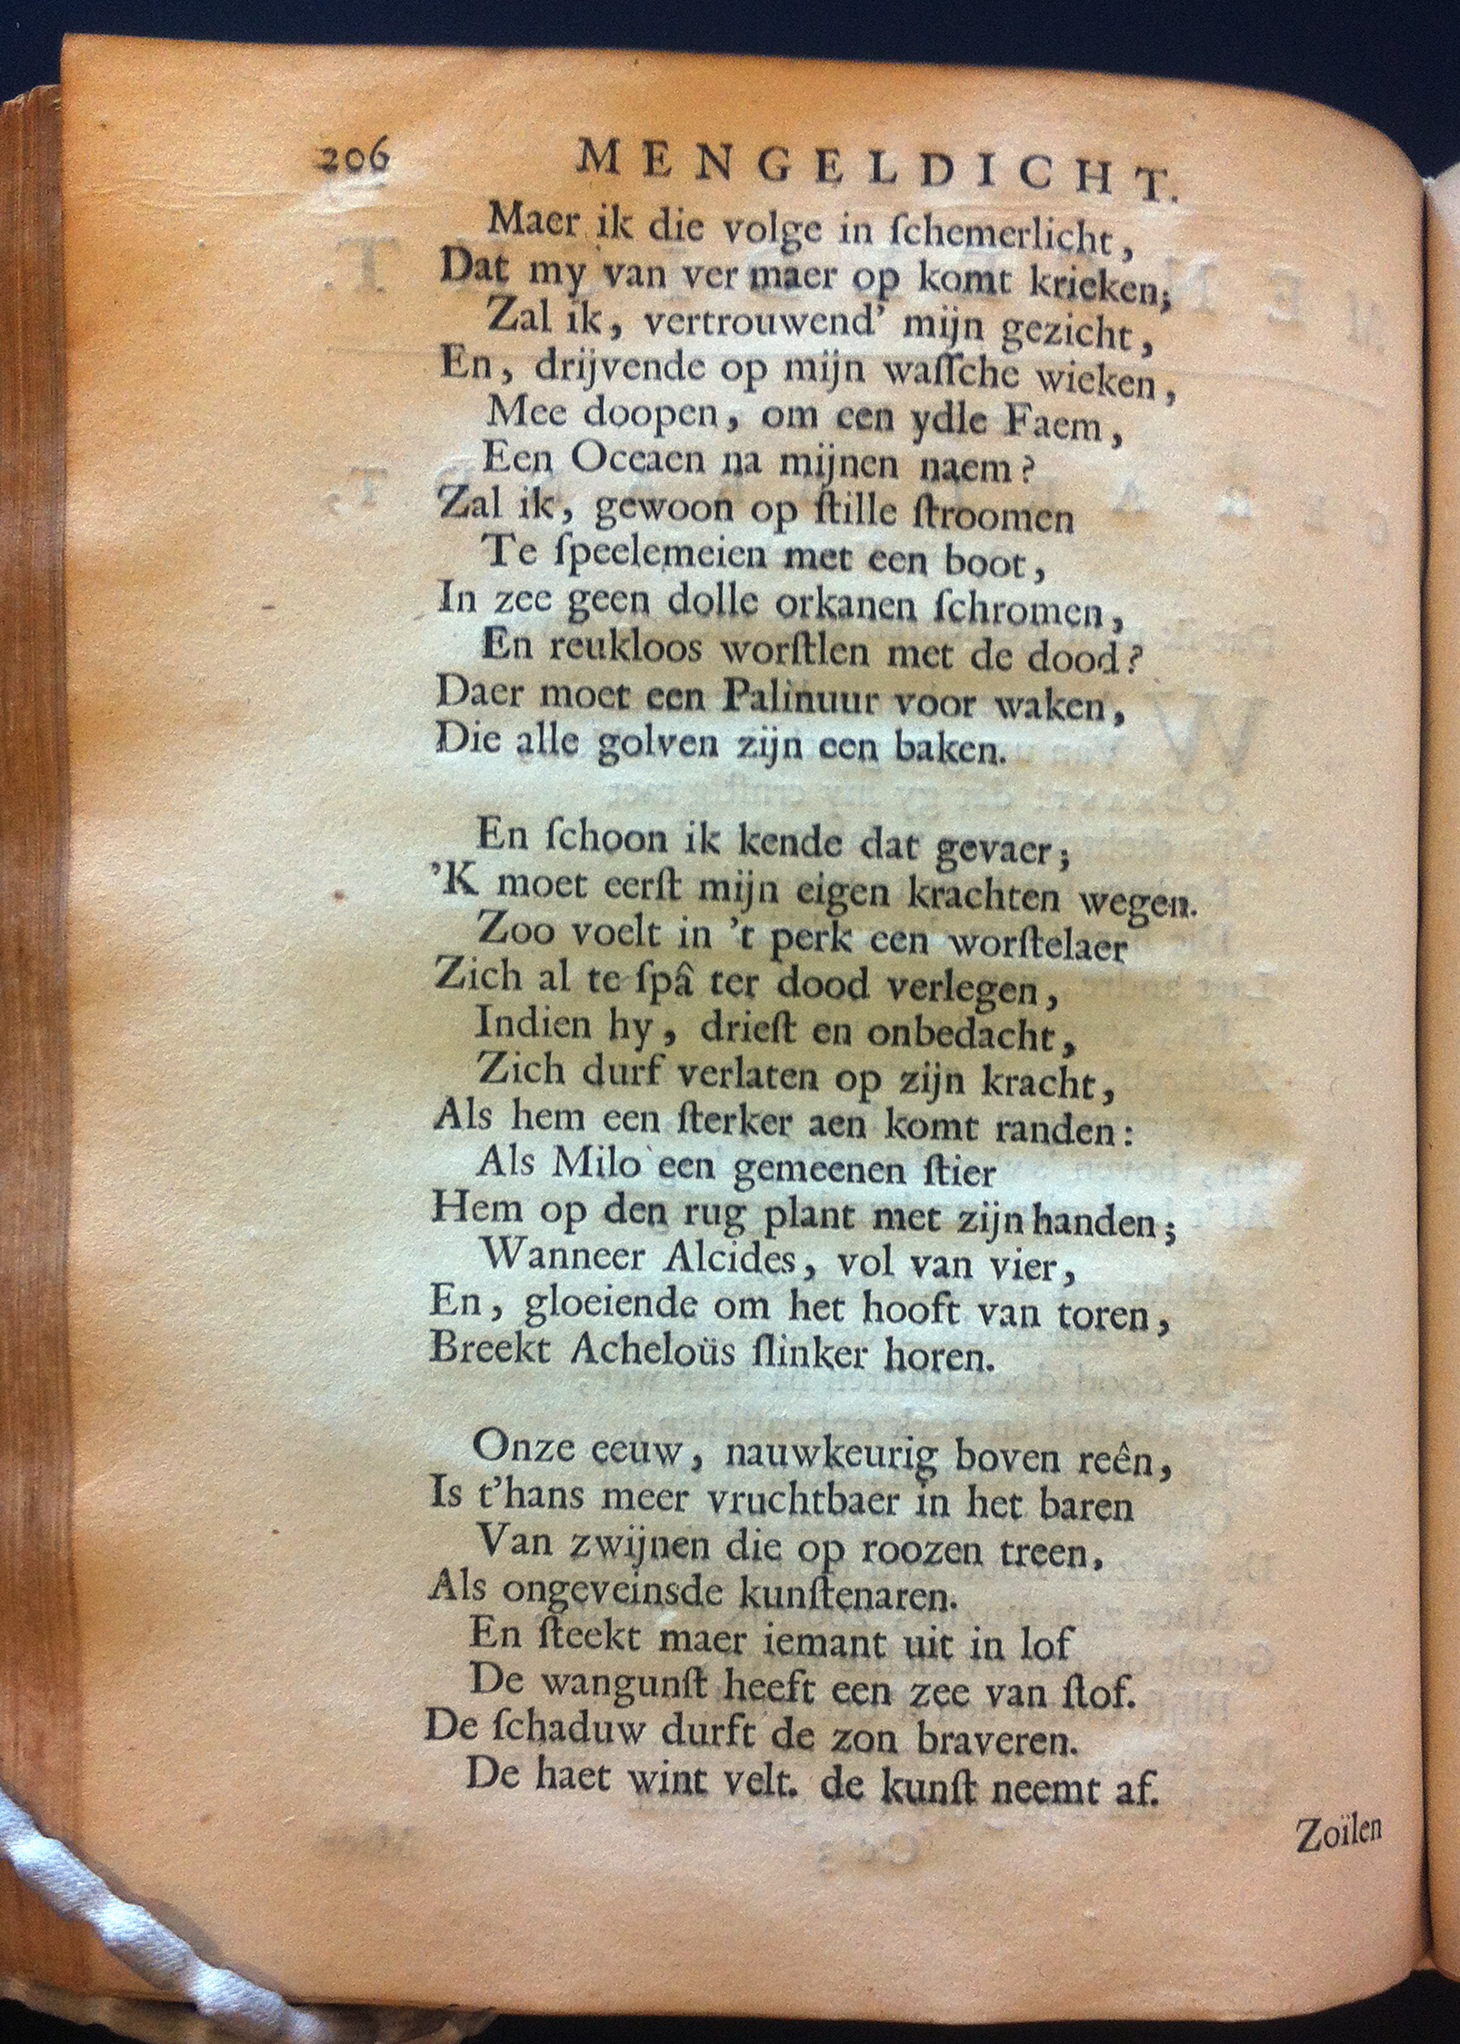 206 MENGELDICHT.
Maer ik die volge in ſchemerlicht,
Dat my van ver maer op komt krieken;
Zal ik, vertrouwend' mijn gezicht,
En, drijvende op mijn waſſche wieken,
Mee doopen, om een ydle Faem,
Een Oceaen na mijnen naem?
Zal ik, gewoon op ſtille ſtroomen
Te ſpeelemeien met een boot,
In zee geen dolle orkanen ſchromen,
En reukloos worſtlen met de dood?
Daer moet een Palinuur voor waken,
Die alle golven zijn een baken.
En ſchoon ik kende dat gevaer;
'K moet eerſt mijn eigen krachten wegen.
Zoo voelt in 't perk een worſtelaer
Zich al te ſpâ ter dood verlegen,
Indien hy, drieſt en onbedacht,
Zich durf verlaten op zijn kracht,
Als hem een ſterker aen komt randen:
Als Milo een gemeenen ſtier
Hem op den rug plant met zijn handen;
Wanneer Alcides, vol van vier,
En, gloeiende om het hooft van toren,
Breekt Acheloüs ſlinker horen.
Onze eeuw, nauwkeurig boven reên,
Is t'hans meer vruchtbaer in het baren
Van zwijnen die op roozen treen,
Als ongeveinsde kunſtenaren.
En ſteekt maer iemant uit in lof
De wangunſt heeft een zee van ſtof.
De ſchaduw durft de zon braveren.
De haet wint velt. de kunſt neemt af.
Zoïlen